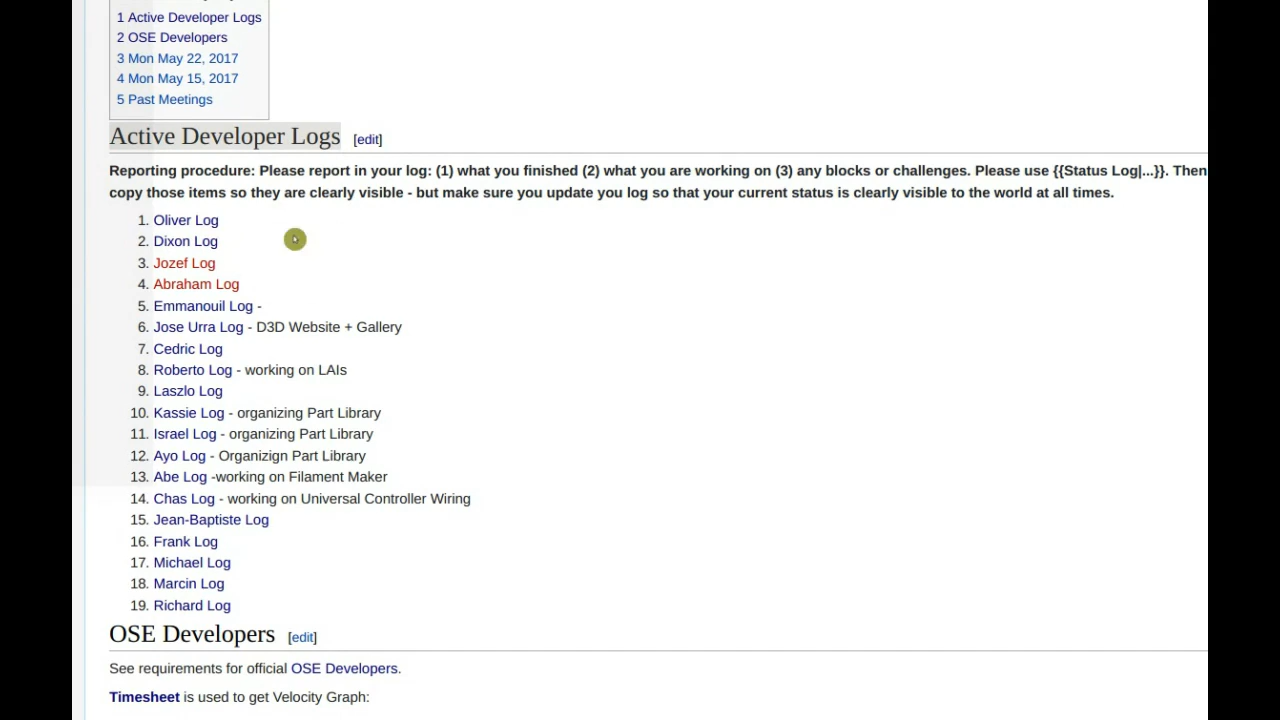 1 Active Developer Logs
2 OSE Developers
3 Mon May 22, 2017
4 Mon May 15, 2017
5 Past Meetings
Active Developer Logs [edit]
Reporting procedure: Please report in your log: (1) what you finished (2) what you are working on (3) any blocks or challenges. Please use {{Status Log|...}}. Then
copy those items so they are clearly visible - but make sure you update you log so that your current status is clearly visible to the world at all times.
1. Oliver Log
2. Dixon Log
3. Jozef Log
4. Abraham Log
5. Emmanouil Log -
6. Jose Urra Log - D3D Website + Gallery
7. Cedric Log
8. Roberto Log - working on LAIs
9. Laszlo Log
10. Kassie Log - organizing Part Library
11. Israel Log - organizing Part Library
12. Ayo Log - Organizign Part Library
13. Abe Log -working on Filament Maker
14. Chas Log - working on Universal Controller Wiring
15. Jean-Baptiste Log
16. Frank Log
17. Michael Log
18. Marcin Log
19. Richard Log
OSE Developers [edit]
See requirements for official OSE Developers.
Timesheet is used to get Velocity Graph: